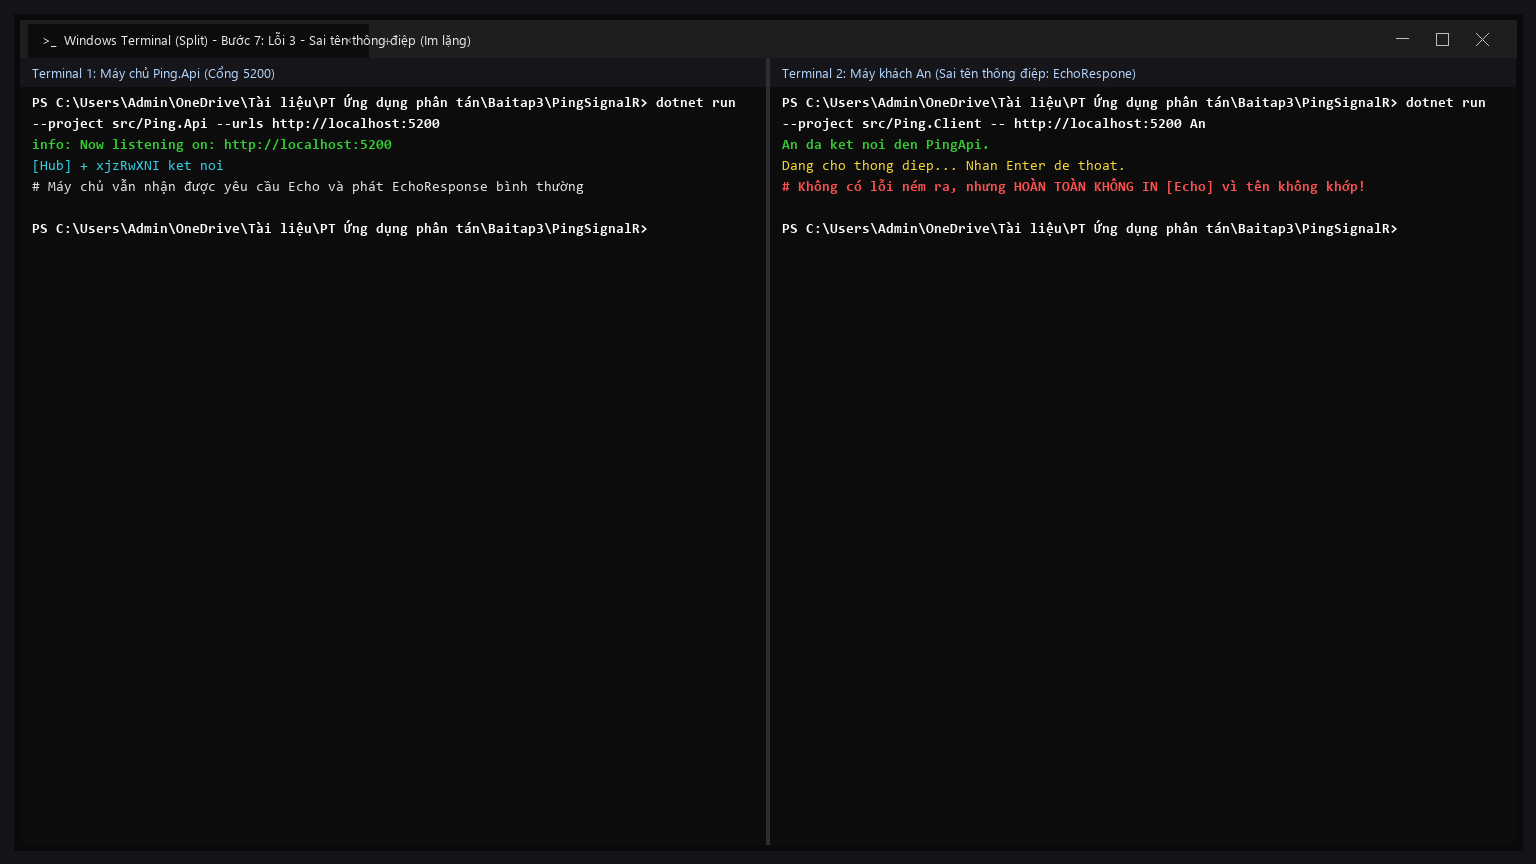 >_ Windows Terminal (Split) - Bước 7: Lỗi 3 - Sai tên thông điệp (Im lặng)
Terminal 1: Máy chủ Ping.Api (Cổng 5200)
PS C:\Users\Admin\OneDrive\Tài liệu\PT Ứng dụng phân tán\Baitap3\PingSignalR> dotnet run
--project src/Ping.Api --urls http://localhost:5200
info: Now listening on: http://localhost:5200
[Hub] + xjzRwXNI ket noi
# Máy chủ vẫn nhận được yêu cầu Echo và phát EchoResponse bình thường
PS C:\Users\Admin\OneDrive\Tài liệu\PT Ứng dụng phân tán\Baitap3\PingSignalR>
Terminal 2: Máy khách An (Sai tên thông điệp: EchoRespone)
PS C:\Users\Admin\OneDrive\Tài liệu\PT Ứng dụng phân tán\Baitap3\PingSignalR> dotnet run
--project src/Ping.Client -- http://localhost:5200 An
An da ket noi den PingApi.
Dang cho thong diep... Nhan Enter de thoat.
# Không có lỗi ném ra, nhưng HOÀN TOÀN KHÔNG IN [Echo] vì tên không khớp!
PS C:\Users\Admin\OneDrive\Tài liệu\PT Ứng dụng phân tán\Baitap3\PingSignalR>